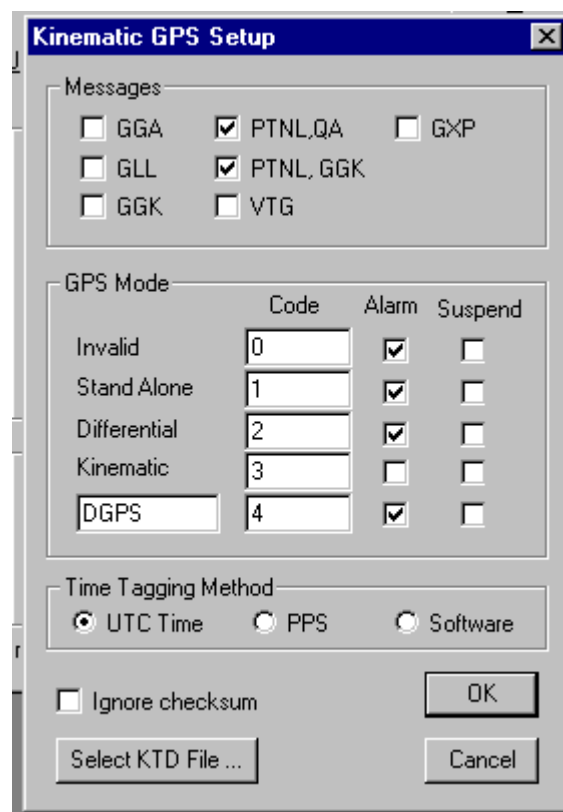 Kinematic GPS Setup
Messages
GGA PTNL,QA GXP
GLL PTNL, GGK
GGK VTG
GPS Mode
Code Alarm Suspend
Invalid 0
Stand Alone 1
Differential 2
Kinematic 3
DGPS 4
Time Tagging Method
UTC Time PPS Software
Ignore checksum OK
Select KTD File ... Cancel